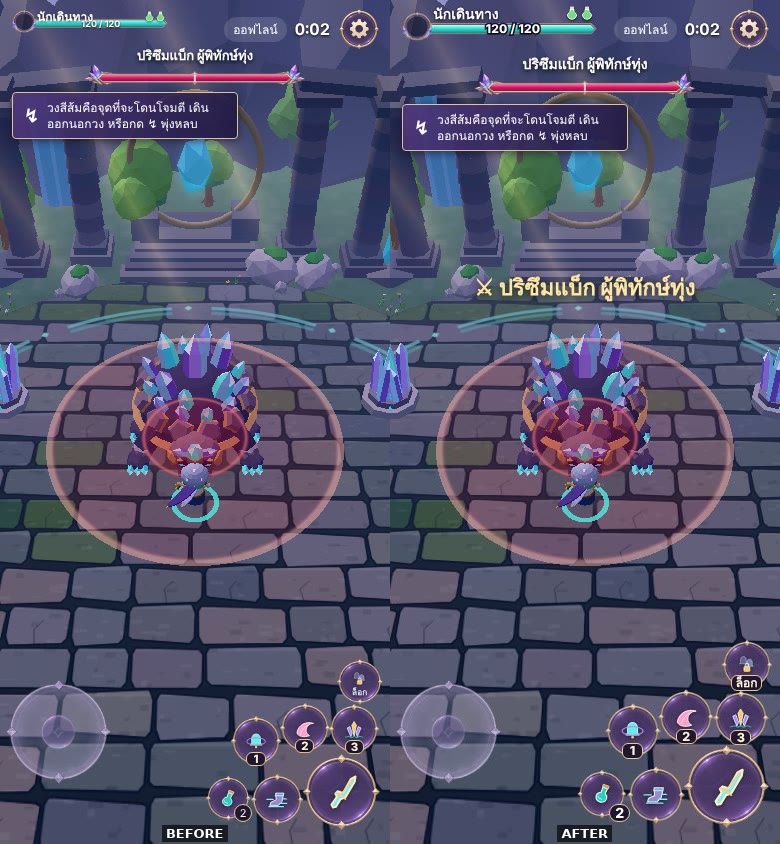 นักเดินทาง
120 / 120
ออฟไลน์
0:02
ปริซึมแบ็ก ผู้พิทักษ์ทุ่ง
วงสีส้มคือจุดที่จะโดนโจมตี เดิน
ออกนอกวง หรือกด ↯ พุ่งหลบ
ล็อก
1
2
3
2
BEFORE
นักเดินทาง
120 / 120
ออฟไลน์
0:02
ปริซึมแบ็ก ผู้พิทักษ์ทุ่ง
วงสีส้มคือจุดที่จะโดนโจมตี เดิน
ออกนอกวง หรือกด ↯ พุ่งหลบ
⚔ ปริซึมแบ็ก ผู้พิทักษ์ทุ่ง
ล็อก
1
2
3
2
AFTER